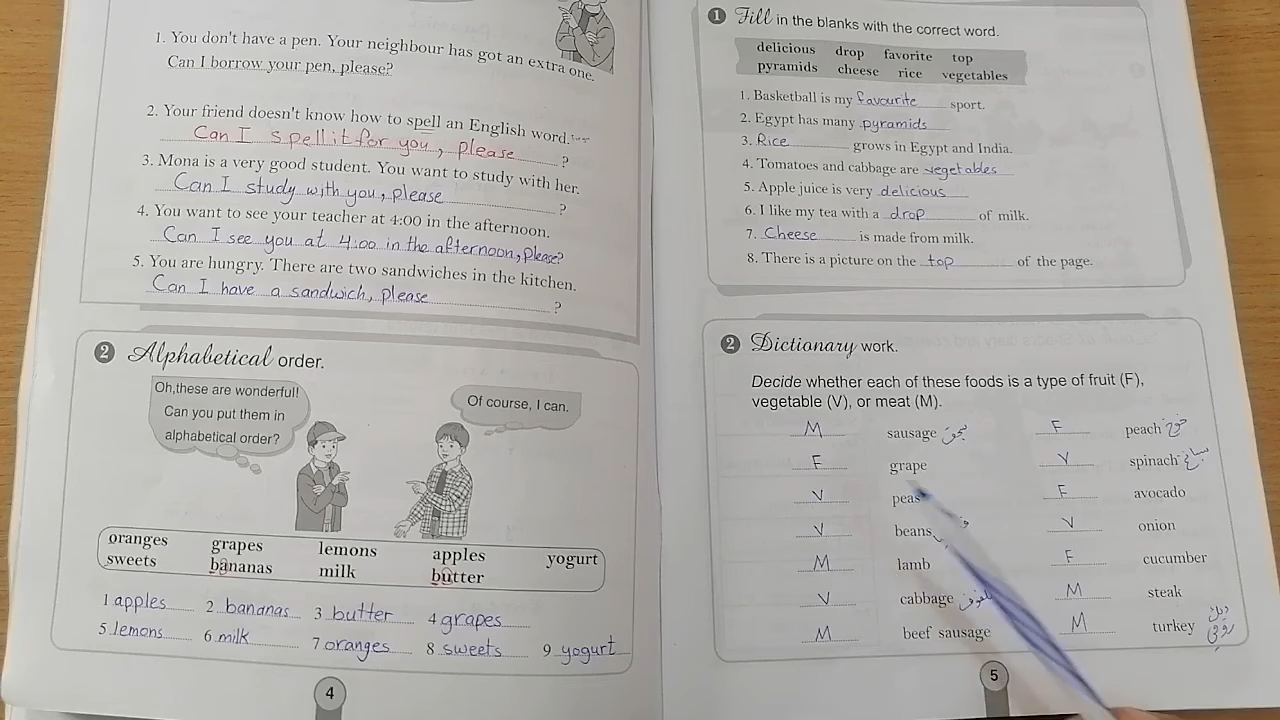 1. You don't have a pen. Your neighbour has got an extra one.
Can I borrow your pen, please?
2. Your friend doesn't know how to spell an English word.
Can I spell it for you, please ?
3. Mona is a very good student. You want to study with her.
Can I study with you, please ?
4. You want to see your teacher at 4:00 in the afternoon.
Can I see you at 4:00 in the afternoon, please?
5. You are hungry. There are two sandwiches in the kitchen.
Can I have a sandwich, please ?
2 Alphabetical order.
Oh,these are wonderful!
Can you put them in
alphabetical order?
Of course, I can.
oranges grapes lemons apples yogurt
sweets bananas milk butter
1 apples 2 bananas 3 butter 4 grapes
5 lemons 6 milk 7 oranges 8 sweets 9 yogurt
4
1 Fill in the blanks with the correct word.
delicious drop favorite top
pyramids cheese rice vegetables
1. Basketball is my favourite sport.
2. Egypt has many pyramids
3. Rice grows in Egypt and India.
4. Tomatoes and cabbage are vegetables
5. Apple juice is very delicious
6. I like my tea with a drop of milk.
7. Cheese is made from milk.
8. There is a picture on the top of the page.
2 Dictionary work.
Decide whether each of these foods is a type of fruit (F),
vegetable (V), or meat (M).
M sausage F peach خوخ
F grape V spinach
V peas F avocado
V beans V onion
M lamb F cucumber
V cabbage M steak
M beef sausage M turkey ديك رومي
5